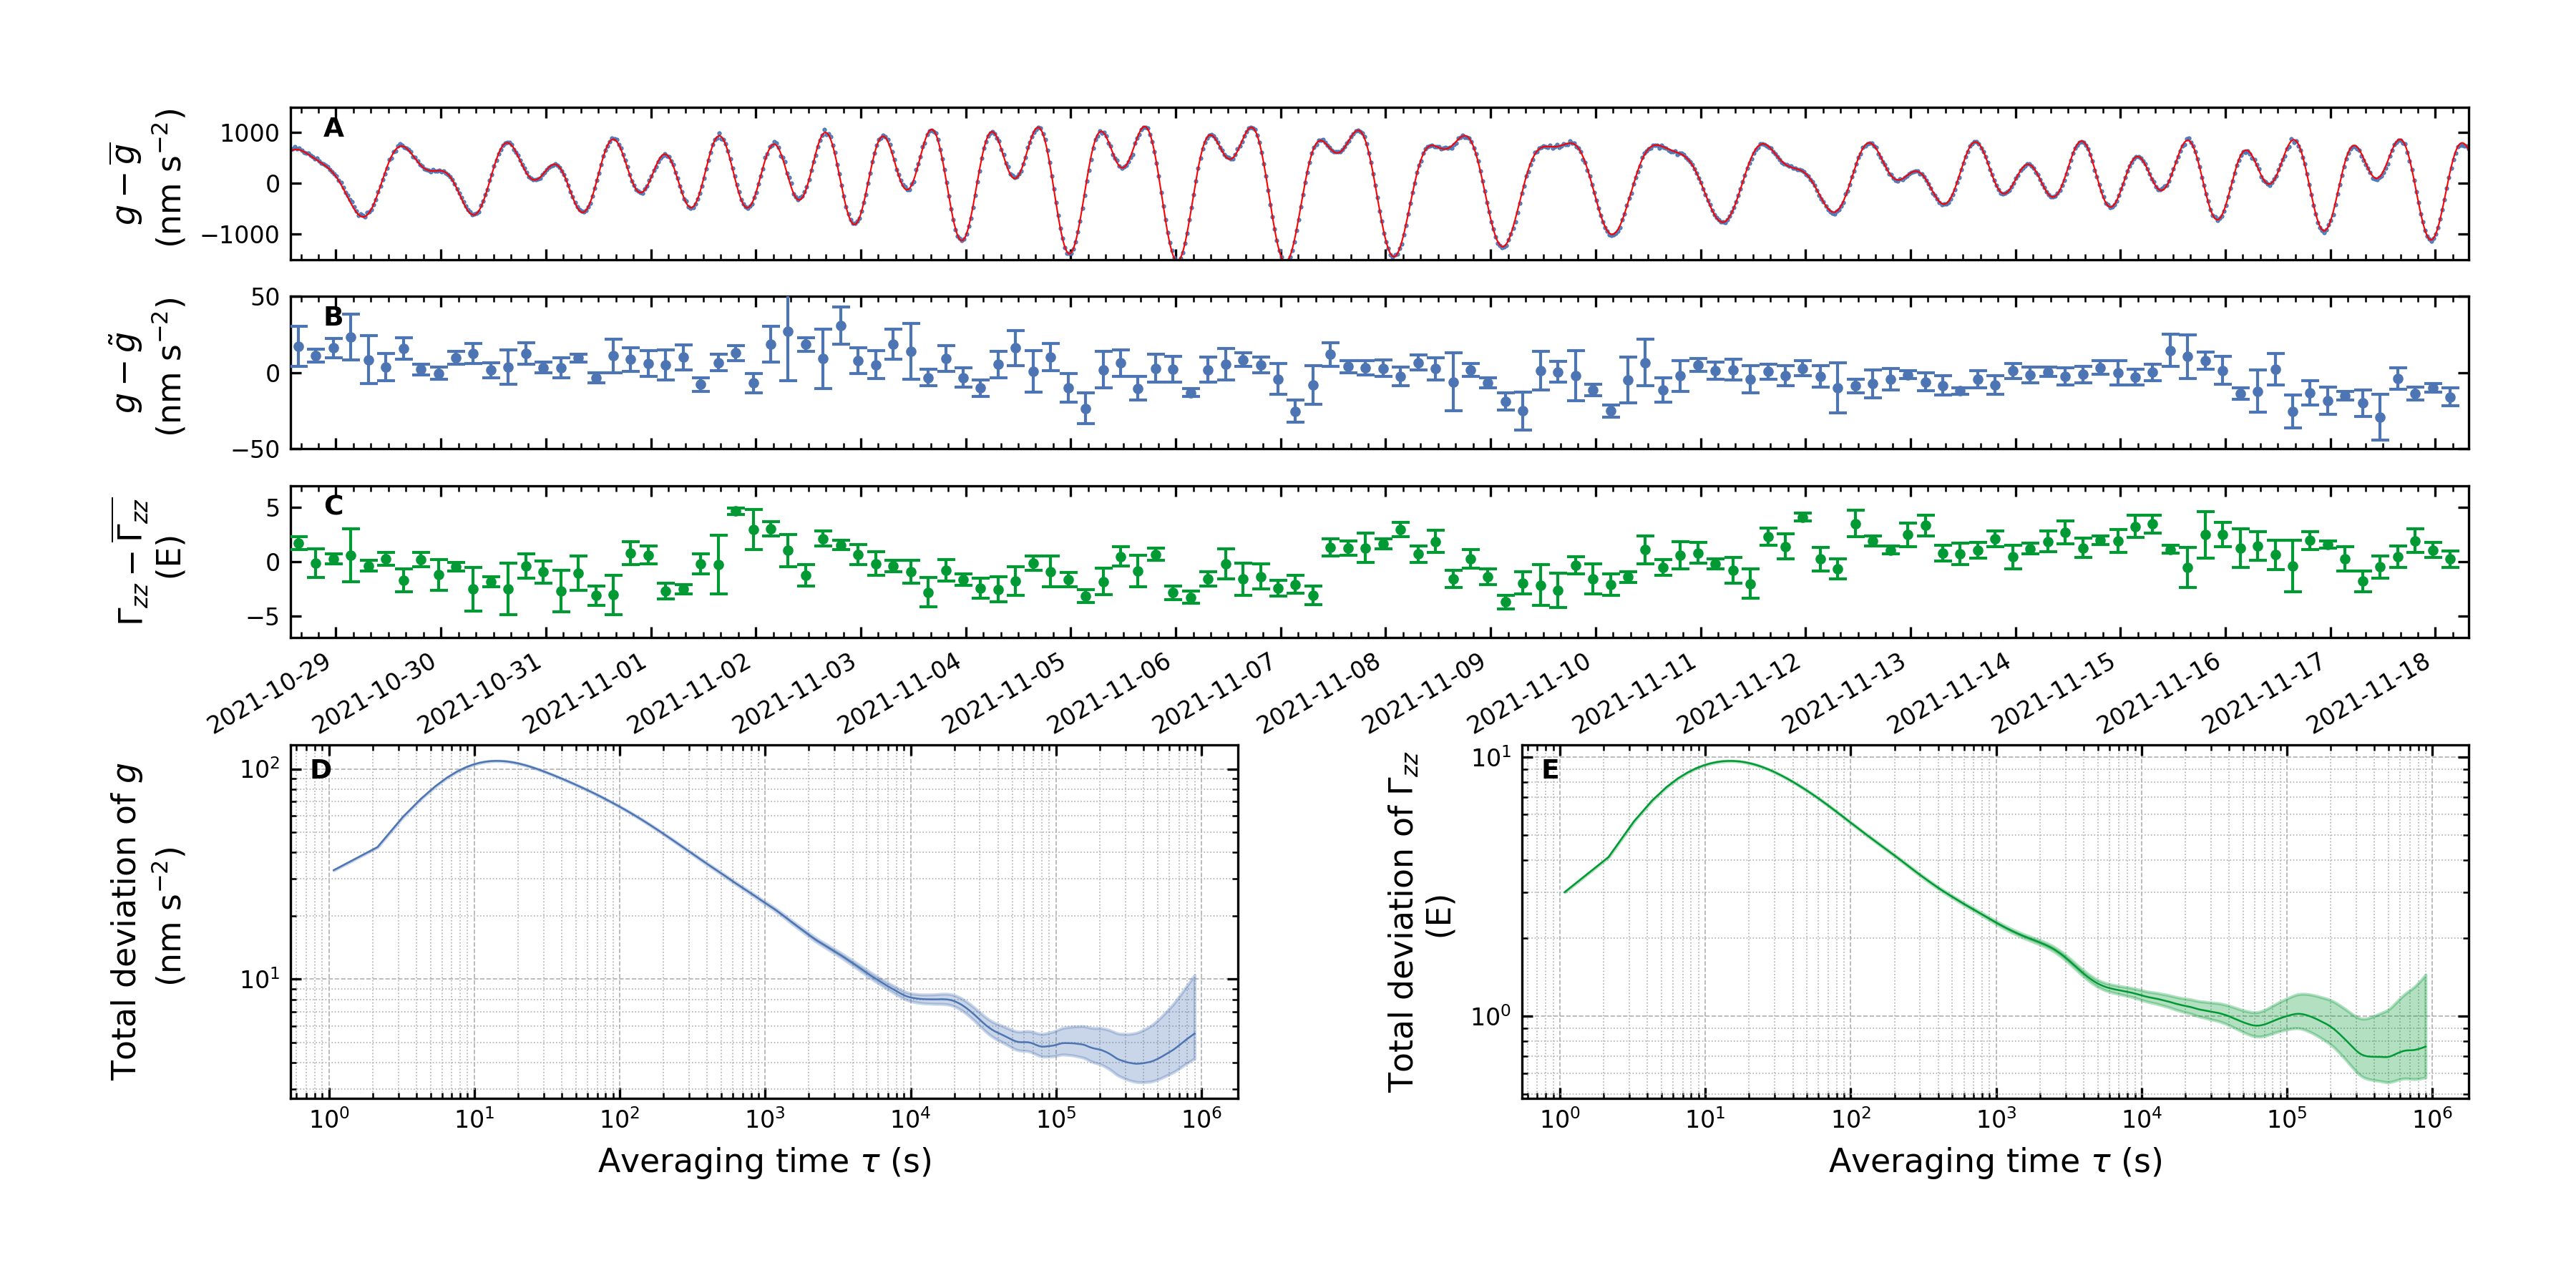 A
g − g̅
(nm s⁻²)
1000
0
−1000
B
g − g̃
(nm s⁻²)
50
0
−50
C
Γzz − Γ̅z̅z̅
(E)
5
0
−5
2021-10-29
2021-10-30
2021-10-31
2021-11-01
2021-11-02
2021-11-03
2021-11-04
2021-11-05
2021-11-06
2021-11-07
2021-11-08
2021-11-09
2021-11-10
2021-11-11
2021-11-12
2021-11-13
2021-11-14
2021-11-15
2021-11-16
2021-11-17
2021-11-18
D
Total deviation of g
(nm s⁻²)
10²
10¹
10⁰ 10¹ 10² 10³ 10⁴ 10⁵ 10⁶
Averaging time τ (s)
E
Total deviation of Γzz
(E)
10¹
10⁰
10⁰ 10¹ 10² 10³ 10⁴ 10⁵ 10⁶
Averaging time τ (s)